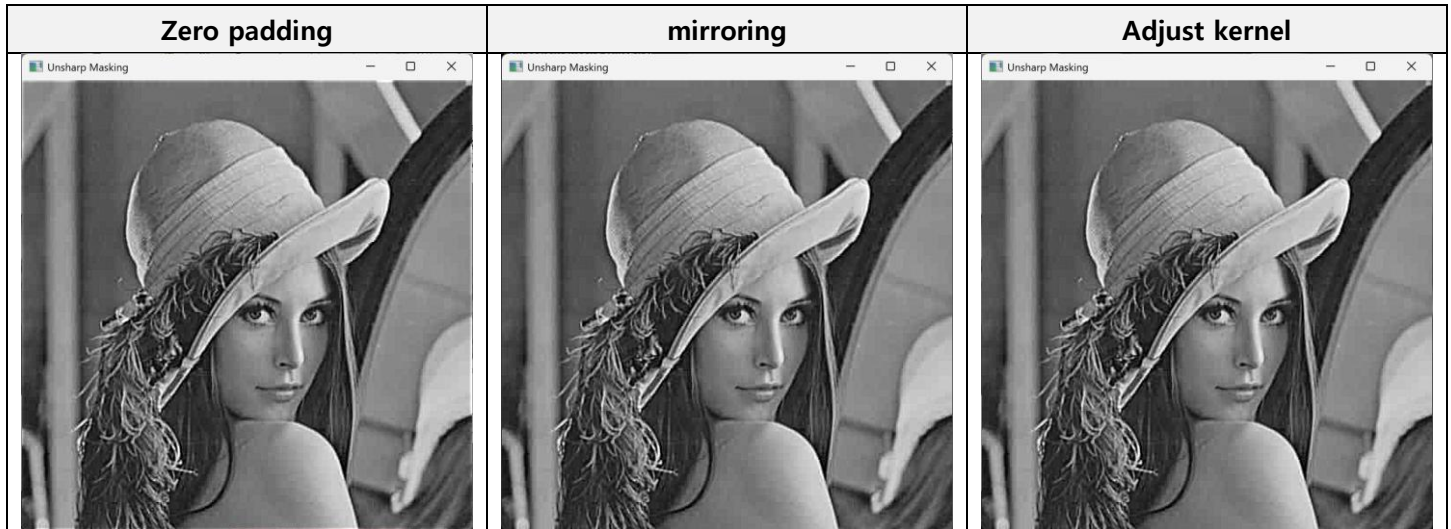 Zero padding
mirroring
Adjust kernel
Unsharp Masking
Unsharp Masking
Unsharp Masking